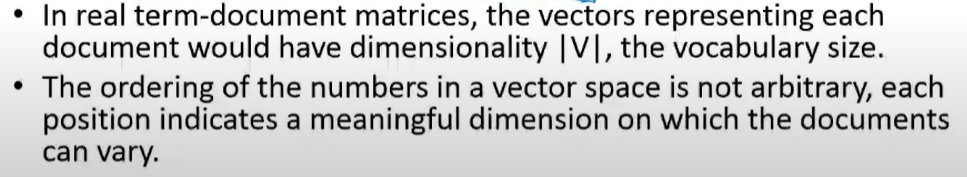 • In real term-document matrices, the vectors representing each
document would have dimensionality |V|, the vocabulary size.
• The ordering of the numbers in a vector space is not arbitrary, each
position indicates a meaningful dimension on which the documents
can vary.